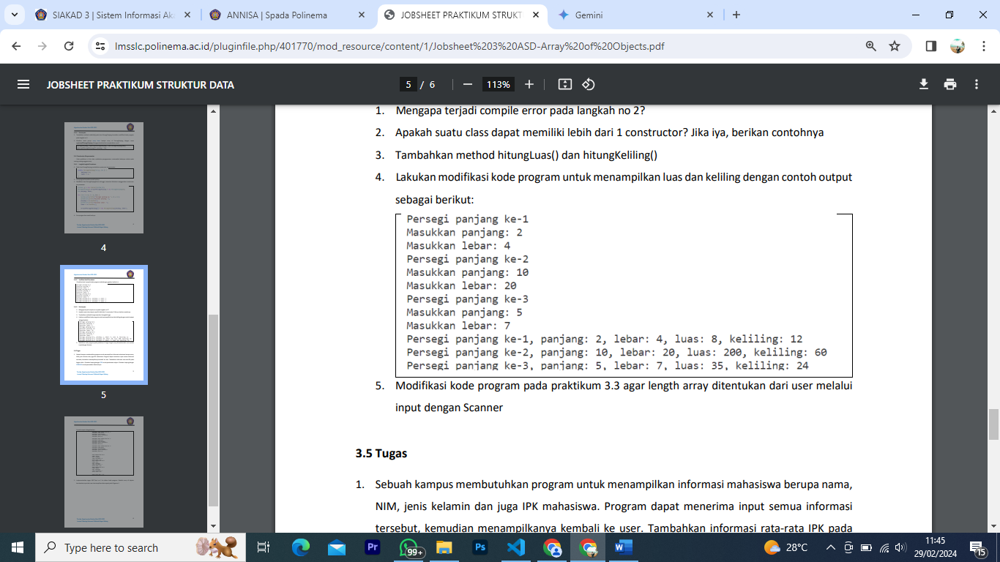 SIAKAD 3 | Sistem Informasi Aka
ANNISA | Spada Polinema
JOBSHEET PRAKTIKUM STRUKT
Gemini
lmsslc.polinema.ac.id/pluginfile.php/401770/mod_resource/content/1/Jobsheet%203%20ASD-Array%20of%20Objects.pdf
JOBSHEET PRAKTIKUM STRUKTUR DATA
5 / 6
113%
4
5
1. Mengapa terjadi compile error pada langkah no 2?
2. Apakah suatu class dapat memiliki lebih dari 1 constructor? Jika iya, berikan contohnya
3. Tambahkan method hitungLuas() dan hitungKeliling()
4. Lakukan modifikasi kode program untuk menampilkan luas dan keliling dengan contoh output
sebagai berikut:
Persegi panjang ke-1
Masukkan panjang: 2
Masukkan lebar: 4
Persegi panjang ke-2
Masukkan panjang: 10
Masukkan lebar: 20
Persegi panjang ke-3
Masukkan panjang: 5
Masukkan lebar: 7
Persegi panjang ke-1, panjang: 2, lebar: 4, luas: 8, keliling: 12
Persegi panjang ke-2, panjang: 10, lebar: 20, luas: 200, keliling: 60
Persegi panjang ke-3, panjang: 5, lebar: 7, luas: 35, keliling: 24
5. Modifikasi kode program pada praktikum 3.3 agar length array ditentukan dari user melalui
input dengan Scanner
3.5 Tugas
1. Sebuah kampus membutuhkan program untuk menampilkan informasi mahasiswa berupa nama,
NIM, jenis kelamin dan juga IPK mahasiswa. Program dapat menerima input semua informasi
tersebut, kemudian menampilkanya kembali ke user. Tambahkan informasi rata-rata IPK pada
Type here to search
Pr
99+
Ps
W
28°C
11:45
29/02/2024
15